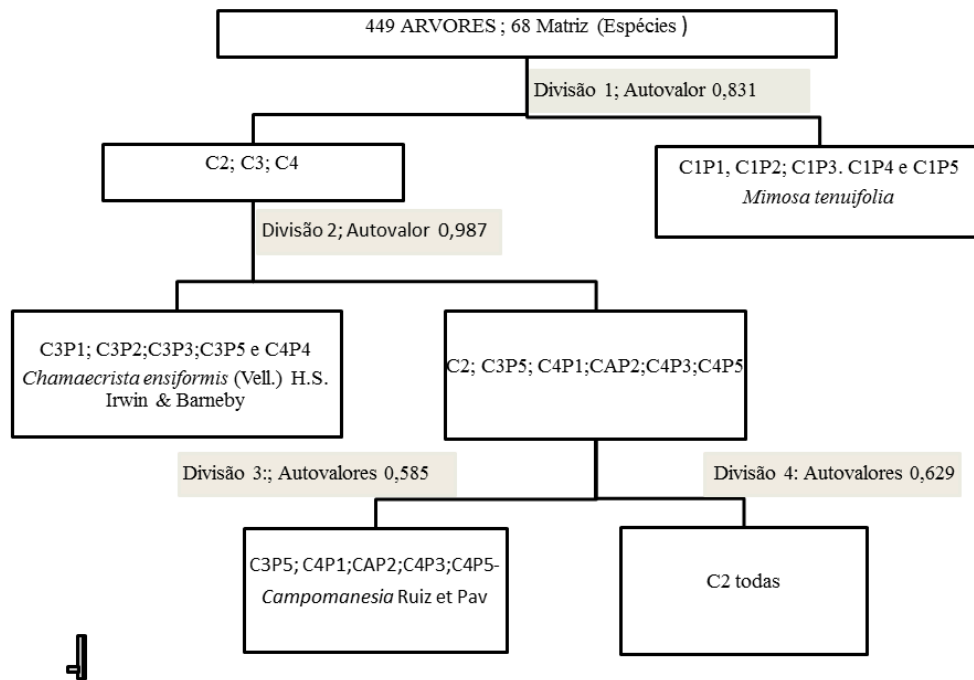 449 ARVORES ; 68 Matriz (Espécies )
Divisão 1; Autovalor 0,831
C2; C3; C4
C1P1, C1P2; C1P3. C1P4 e C1P5
Mimosa tenuifolia
Divisão 2; Autovalor 0,987
C3P1; C3P2;C3P3;C3P5 e C4P4
Chamaecrista ensiformis (Vell.) H.S.
Irwin & Barneby
C2; C3P5; C4P1;CAP2;C4P3;C4P5
Divisão 3:; Autovalores 0,585
Divisão 4: Autovalores 0,629
C3P5; C4P1;CAP2;C4P3;C4P5-
Campomanesia Ruiz et Pav
C2 todas